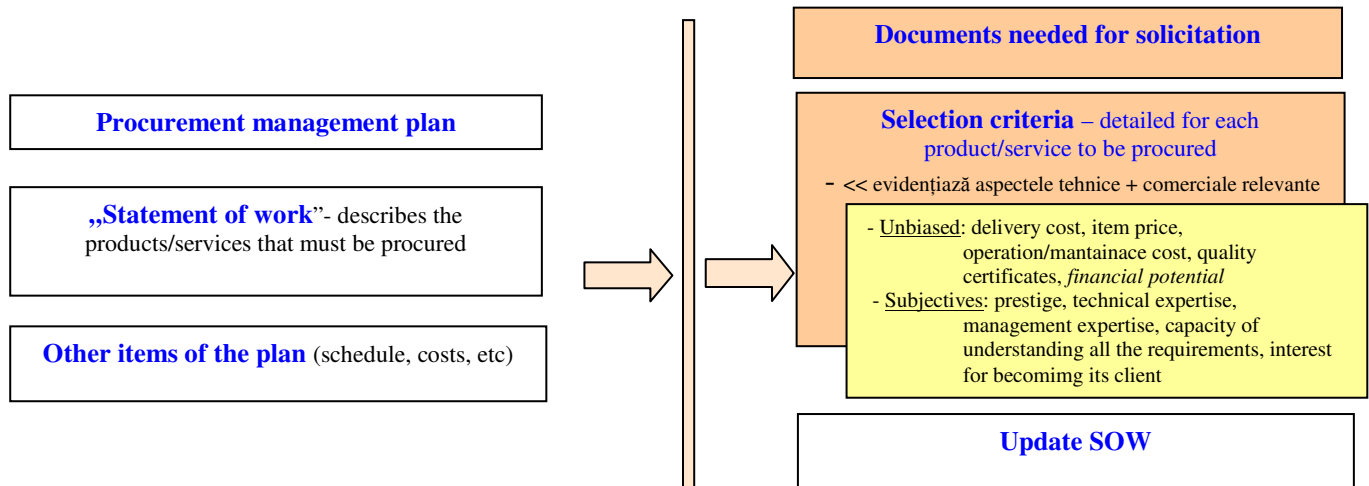 Procurement management plan
„Statement of work”- describes the
products/services that must be procured
Other items of the plan (schedule, costs, etc)
Documents needed for solicitation
Selection criteria – detailed for each
product/service to be procured
- << evidențiază aspectele tehnice + comerciale relevante
- Unbiased: delivery cost, item price,
operation/mantainace cost, quality
certificates, financial potential
- Subjectives: prestige, technical expertise,
management expertise, capacity of
understanding all the requirements, interest
for becomimg its client
Update SOW